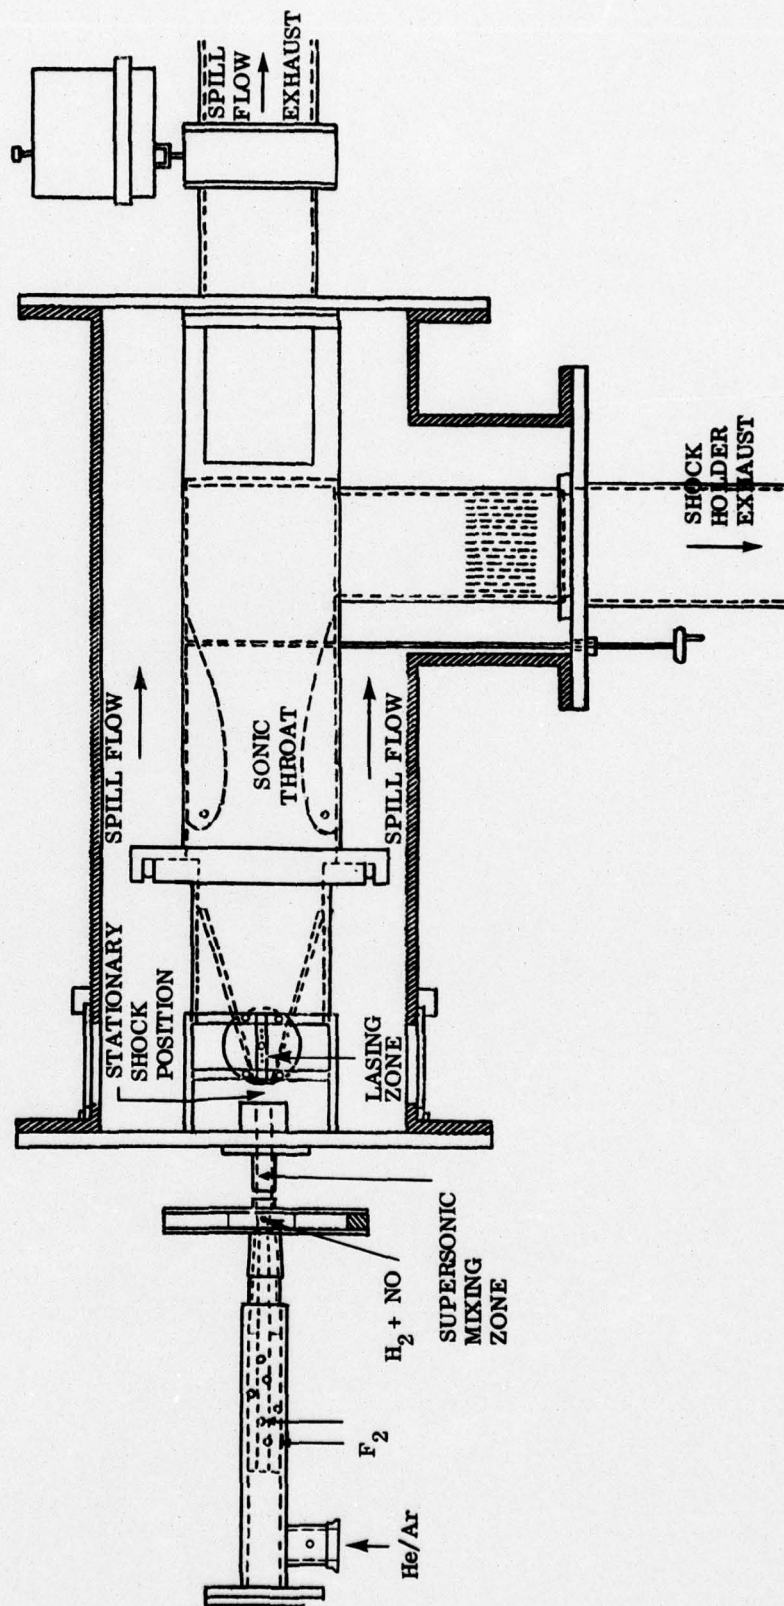 He/Ar
F2
H2 + NO
SUPERSONIC
MIXING
ZONE
STATIONARY
SHOCK
POSITION
LASING
ZONE
SPILL FLOW
SONIC
THROAT
SPILL FLOW
SHOCK
HOLDER
EXHAUST
SPILL
FLOW
EXHAUST